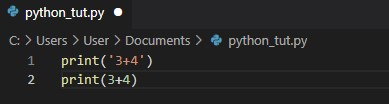 python_tut.py
C: > Users > User > Documents > python_tut.py
1 print('3+4')
2 print(3+4)